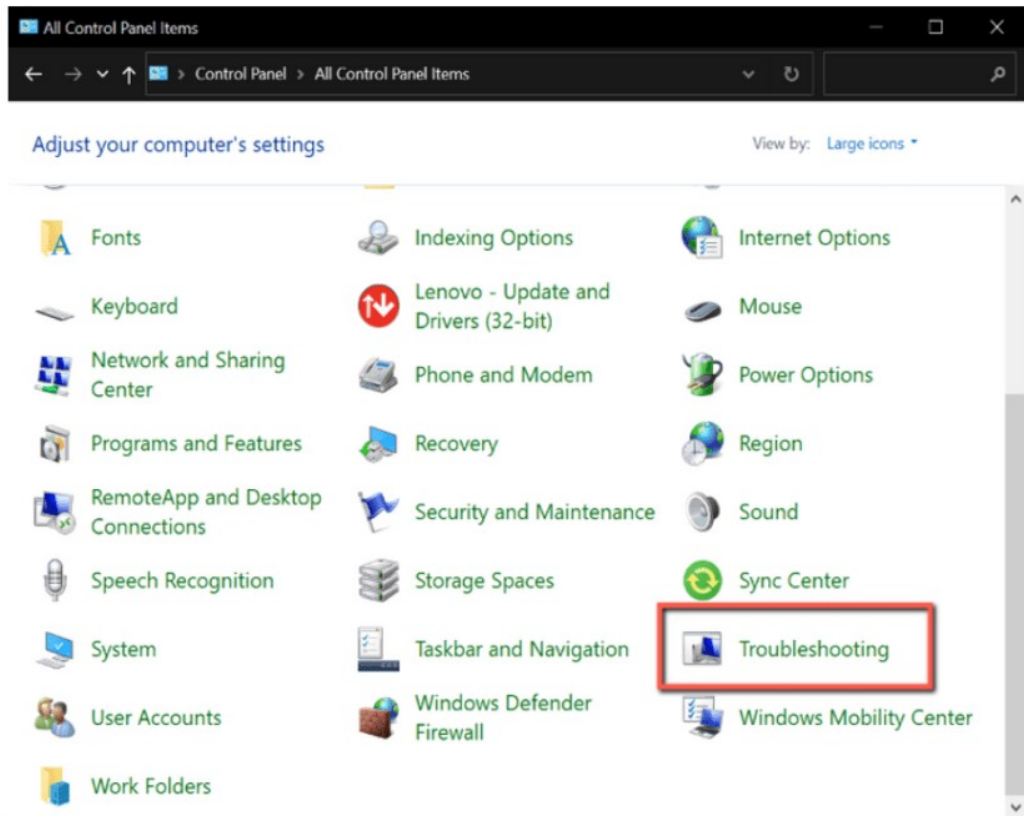 All Control Panel Items
Control Panel > All Control Panel Items
Adjust your computer's settings
View by: Large icons
Fonts
Indexing Options
Internet Options
Keyboard
Lenovo - Update and
Drivers (32-bit)
Mouse
Network and Sharing
Center
Phone and Modem
Power Options
Programs and Features
Recovery
Region
RemoteApp and Desktop
Connections
Security and Maintenance
Sound
Speech Recognition
Storage Spaces
Sync Center
System
Taskbar and Navigation
Troubleshooting
User Accounts
Windows Defender
Firewall
Windows Mobility Center
Work Folders